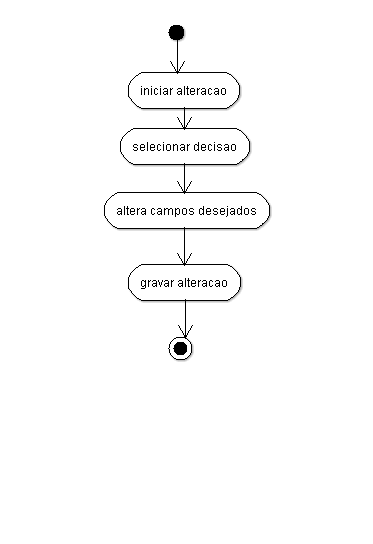 iniciar alteracao
selecionar decisao
altera campos desejados
gravar alteracao